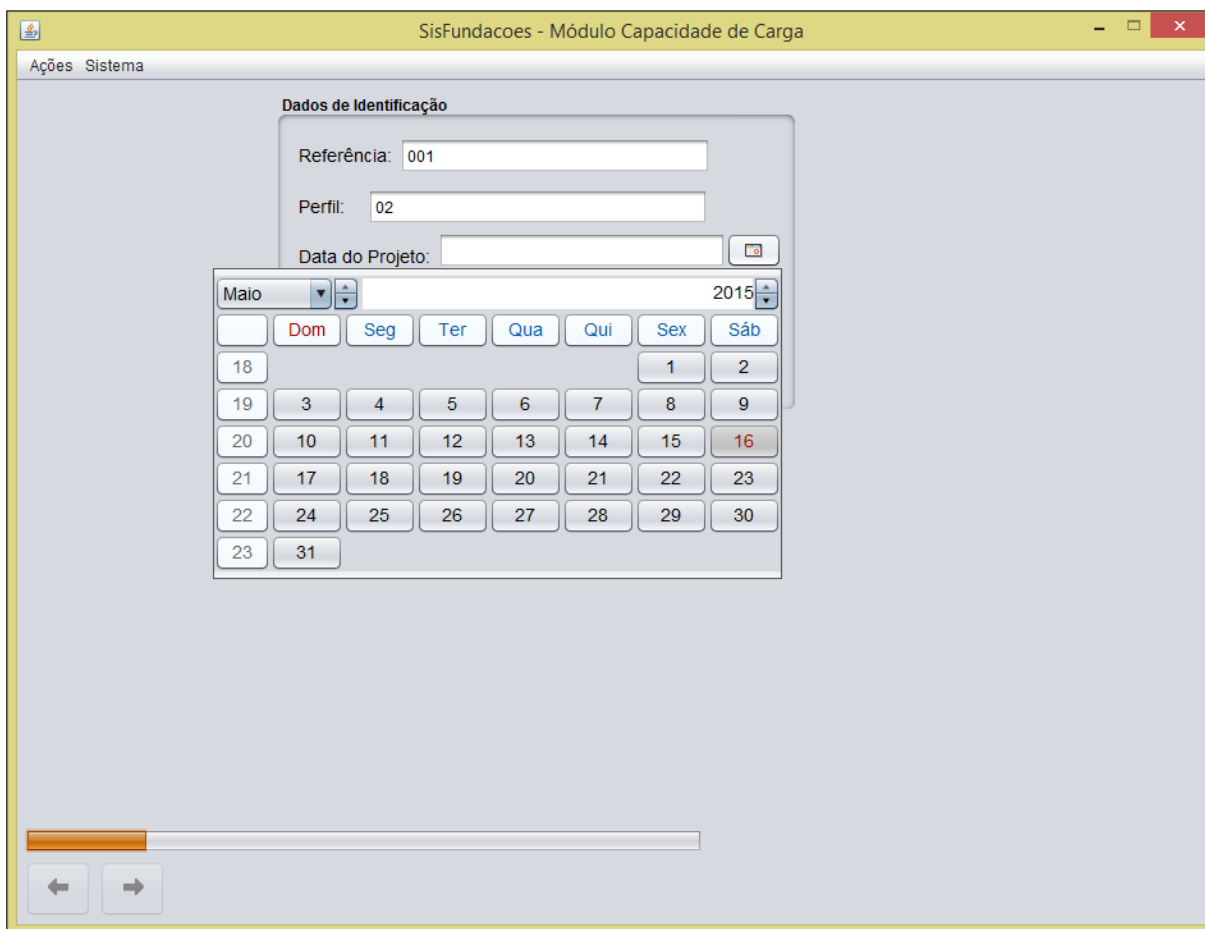 SisFundacoes - Módulo Capacidade de Carga
Ações Sistema
Dados de Identificação
Referência: 001
Perfil: 02
Data do Projeto:
Maio 2015
Dom Seg Ter Qua Qui Sex Sáb
18 1 2
19 3 4 5 6 7 8 9
20 10 11 12 13 14 15 16
21 17 18 19 20 21 22 23
22 24 25 26 27 28 29 30
23 31